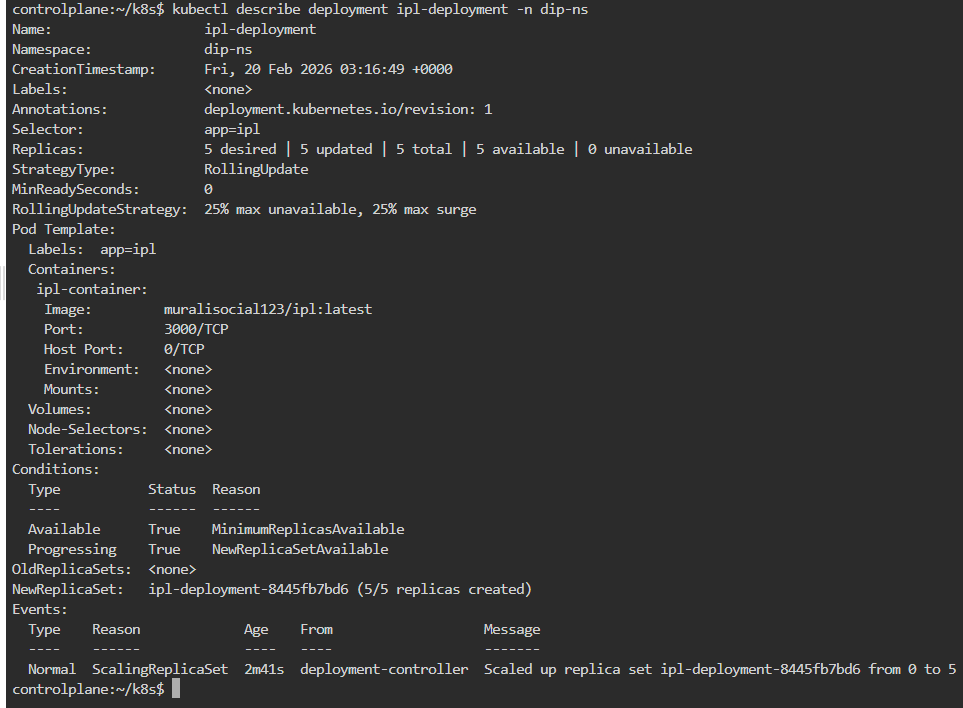 controlplane:~/k8s$ kubectl describe deployment ipl-deployment -n dip-ns
Name:                   ipl-deployment
Namespace:              dip-ns
CreationTimestamp:      Fri, 20 Feb 2026 03:16:49 +0000
Labels:                 <none>
Annotations:            deployment.kubernetes.io/revision: 1
Selector:               app=ipl
Replicas:               5 desired | 5 updated | 5 total | 5 available | 0 unavailable
StrategyType:           RollingUpdate
MinReadySeconds:        0
RollingUpdateStrategy:  25% max unavailable, 25% max surge
Pod Template:
  Labels:  app=ipl
  Containers:
   ipl-container:
    Image:         muralisocial123/ipl:latest
    Port:          3000/TCP
    Host Port:     0/TCP
    Environment:   <none>
    Mounts:        <none>
  Volumes:         <none>
  Node-Selectors:  <none>
  Tolerations:     <none>
Conditions:
  Type           Status  Reason
  ----           ------  ------
  Available      True    MinimumReplicasAvailable
  Progressing    True    NewReplicaSetAvailable
OldReplicaSets:  <none>
NewReplicaSet:   ipl-deployment-8445fb7bd6 (5/5 replicas created)
Events:
  Type    Reason             Age    From                   Message
  ----    ------             ----   ----                   -------
  Normal  ScalingReplicaSet  2m41s  deployment-controller  Scaled up replica set ipl-deployment-8445fb7bd6 from 0 to 5
controlplane:~/k8s$